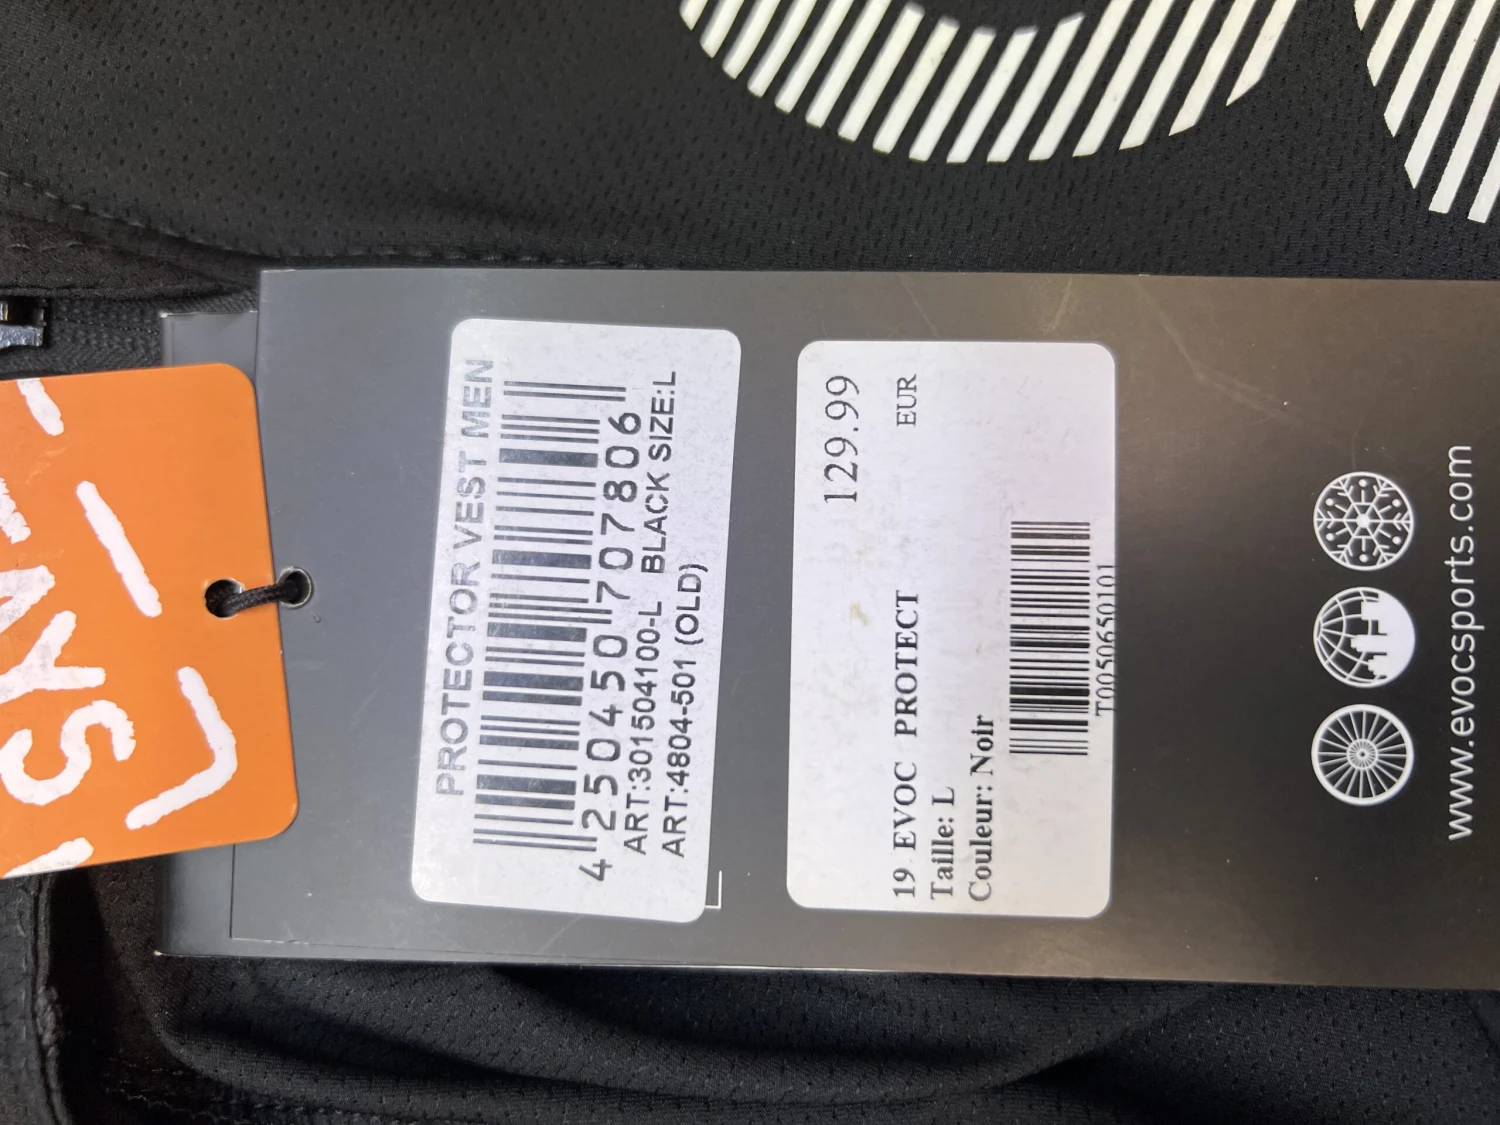 PROTECTOR VEST MEN
4 250450 707806
ART:301504100-L BLACK SIZE:L
ART:4804-501 (OLD)
129.99
EUR
19 EVOC PROTECT
Taille: L
Couleur: Noir
T00506650101
www.evocsports.com